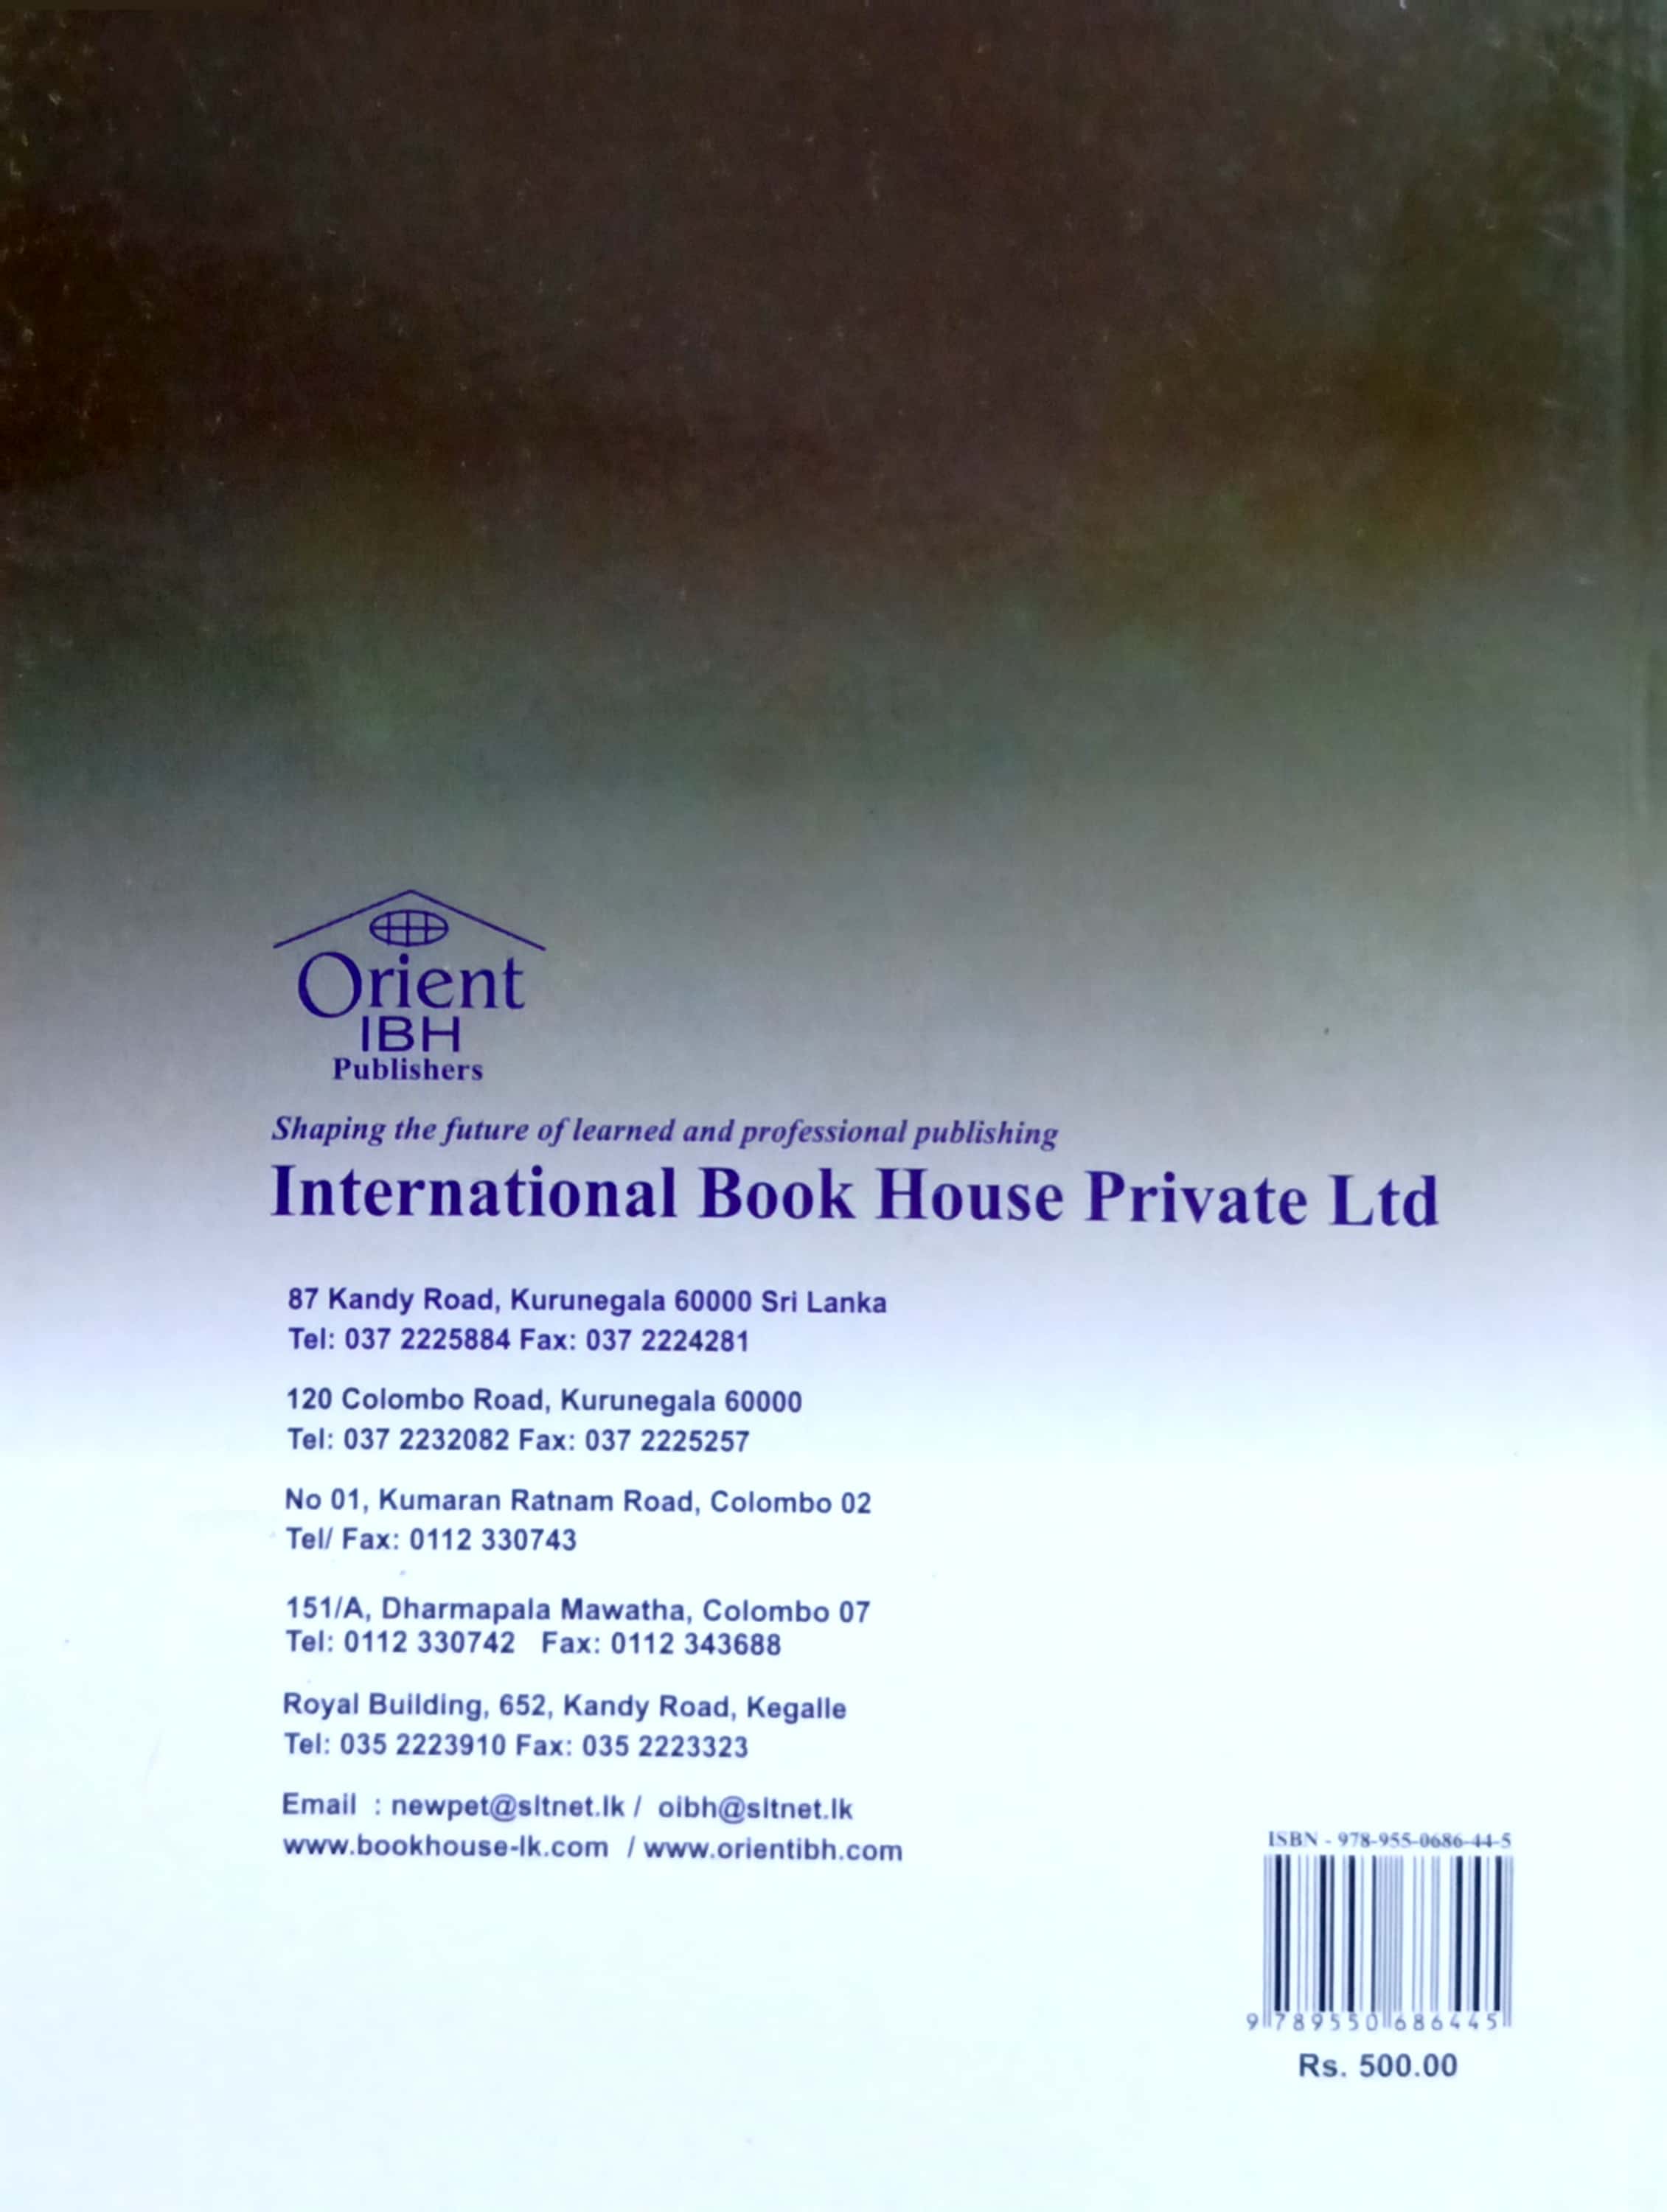 Orient
IBH
Publishers
Shaping the future of learned and professional publishing
International Book House Private Ltd
87 Kandy Road, Kurunegala 60000 Sri Lanka
Tel: 037 2225884 Fax: 037 2224281
120 Colombo Road, Kurunegala 60000
Tel: 037 2232082 Fax: 037 2225257
No 01, Kumaran Ratnam Road, Colombo 02
Tel/ Fax: 0112 330743
151/A, Dharmapala Mawatha, Colombo 07
Tel: 0112 330742 Fax: 0112 343688
Royal Building, 652, Kandy Road, Kegalle
Tel: 035 2223910 Fax: 035 2223323
Email : newpet@sltnet.lk / oibh@sltnet.lk
www.bookhouse-lk.com / www.orientibh.com
ISBN - 978-955-0686-44-5
9 789550 686445
Rs. 500.00